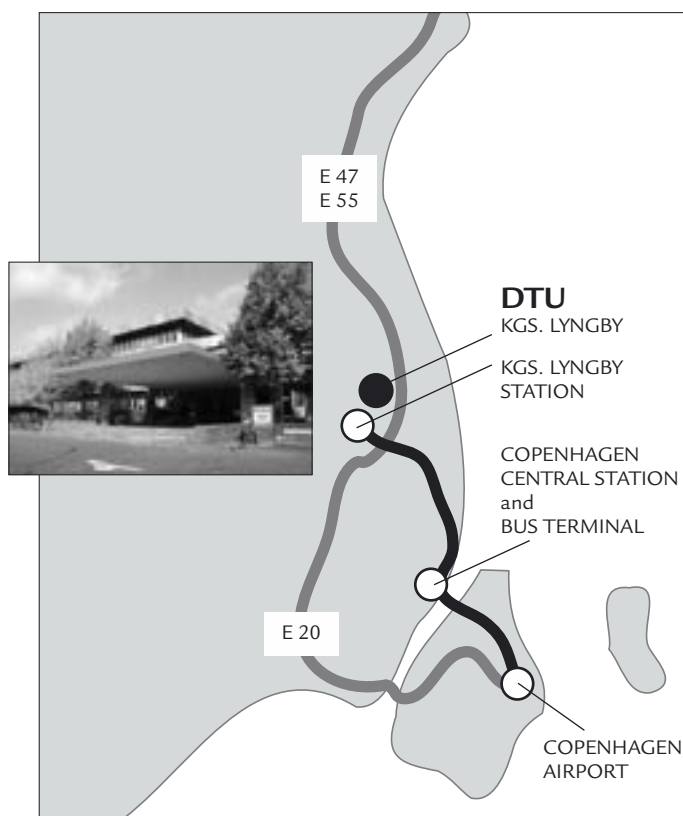 E 47
E 55
DTU
KGS. LYNGBY
KGS. LYNGBY
STATION
COPENHAGEN
CENTRAL STATION
and
BUS TERMINAL
E 20
COPENHAGEN
AIRPORT